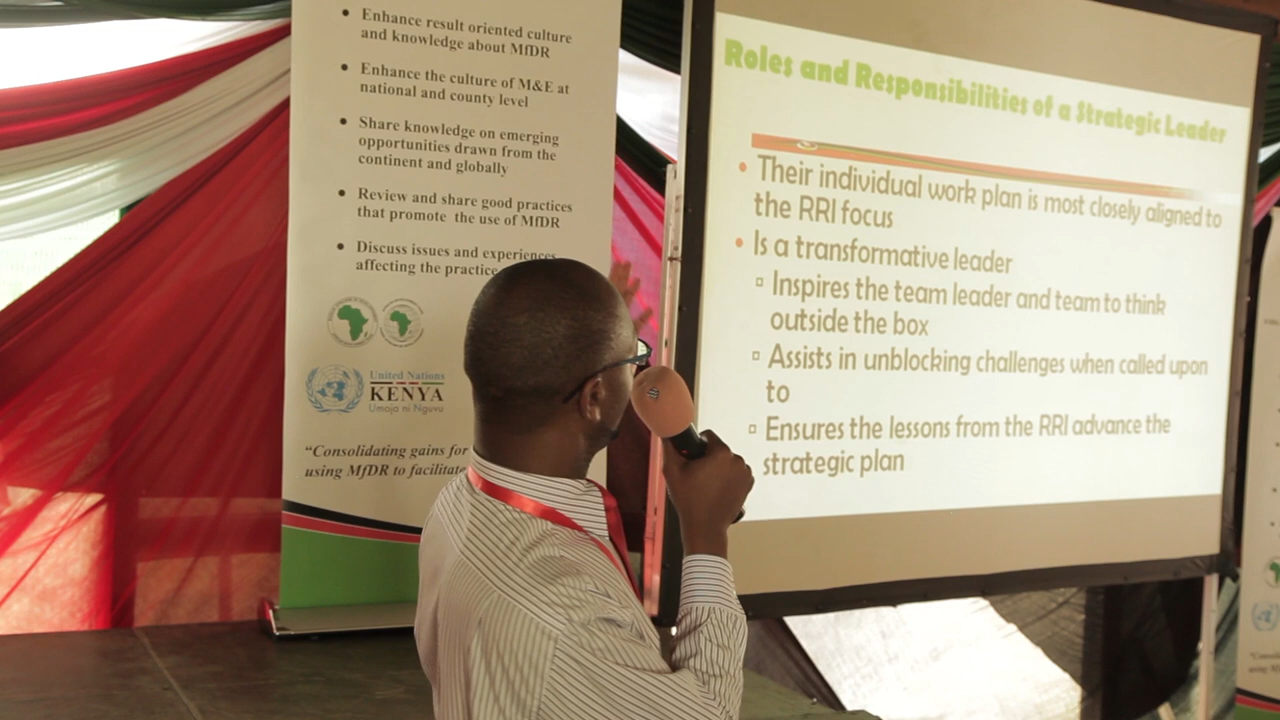 • Enhance result oriented culture
and knowledge about MfDR
• Enhance the culture of M&E at
national and county level
• Share knowledge on emerging
opportunities drawn from the
continent and globally
• Review and share good practices
that promote the use of MfDR
• Discuss issues and experiences
affecting the practice
United Nations
KENYA
Umoja ni Nguvu
"Consolidating gains for
using MfDR to facilitate
Roles and Responsibilities of a Strategic Leader
• Their individual work plan is most closely aligned to
the RRI focus
• Is a transformative leader
▫ Inspires the team leader and team to think
outside the box
▫ Assists in unblocking challenges when called upon
to
▫ Ensures the lessons from the RRI advance the
strategic plan